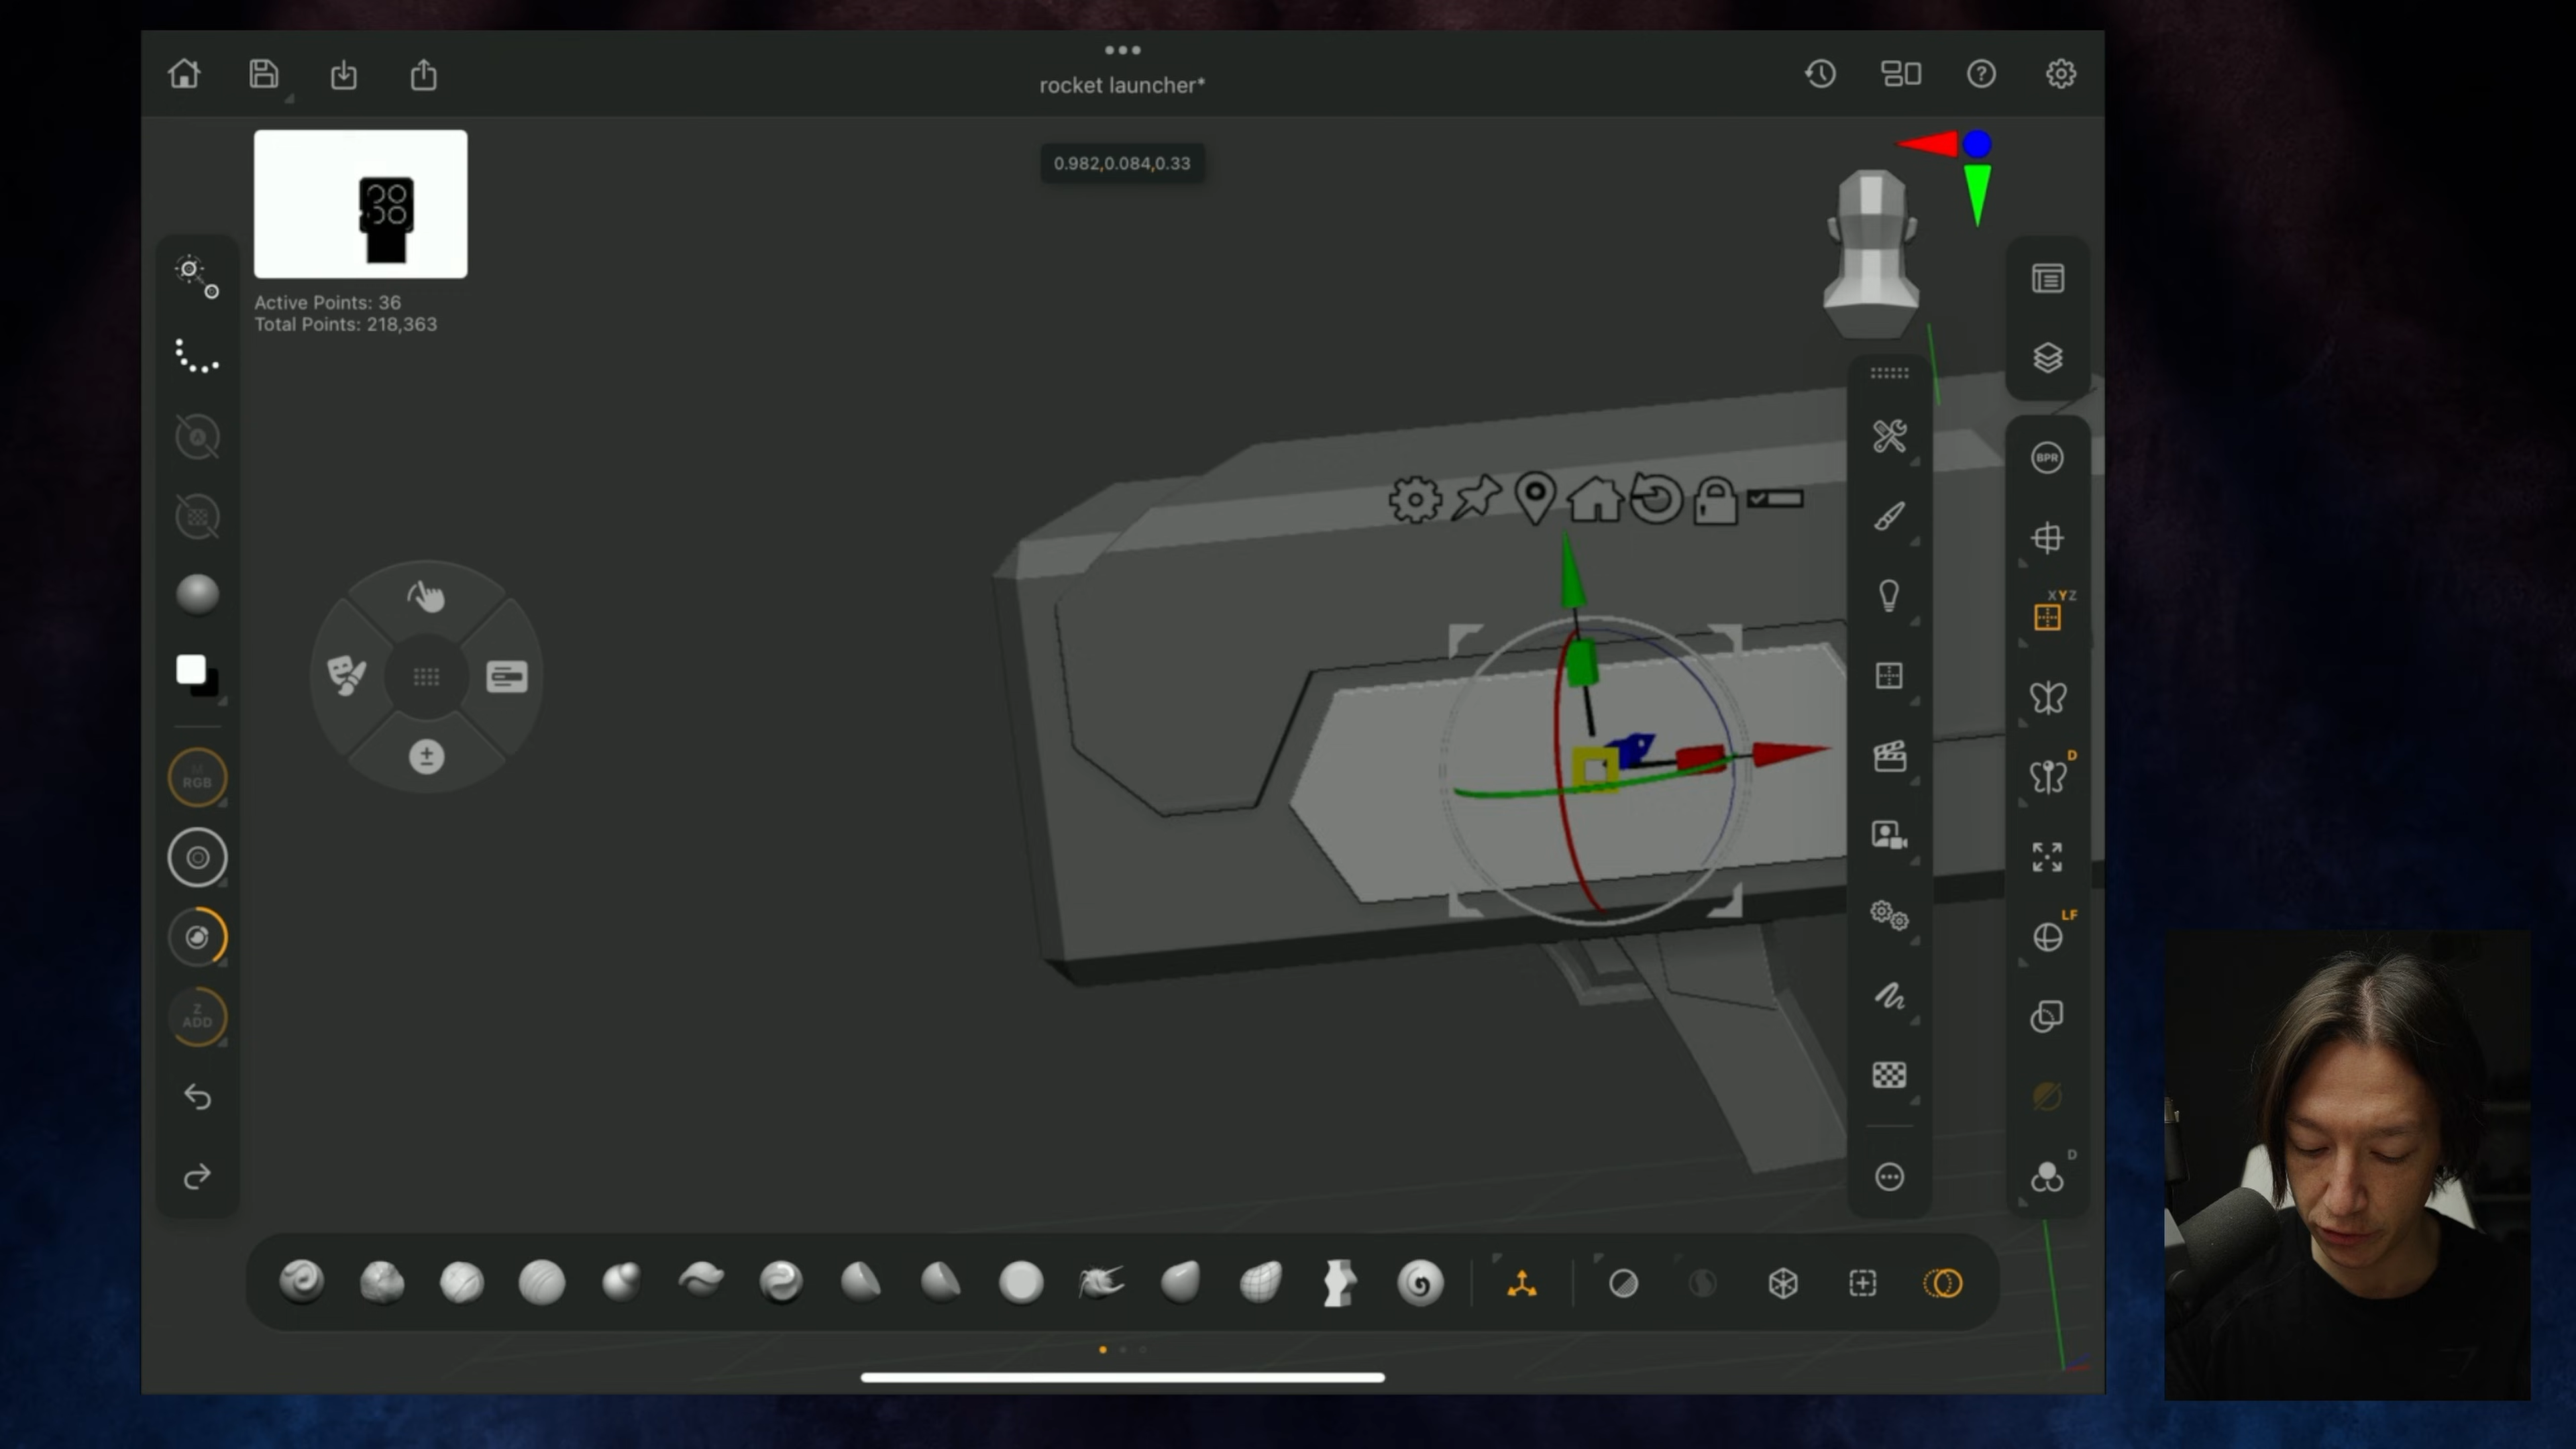 rocket launcher*
0.982,0.084,0.33
Active Points: 36
Total Points: 218,363
BPR
XYZ
D
M
RGB
LF
Z
ADD
D